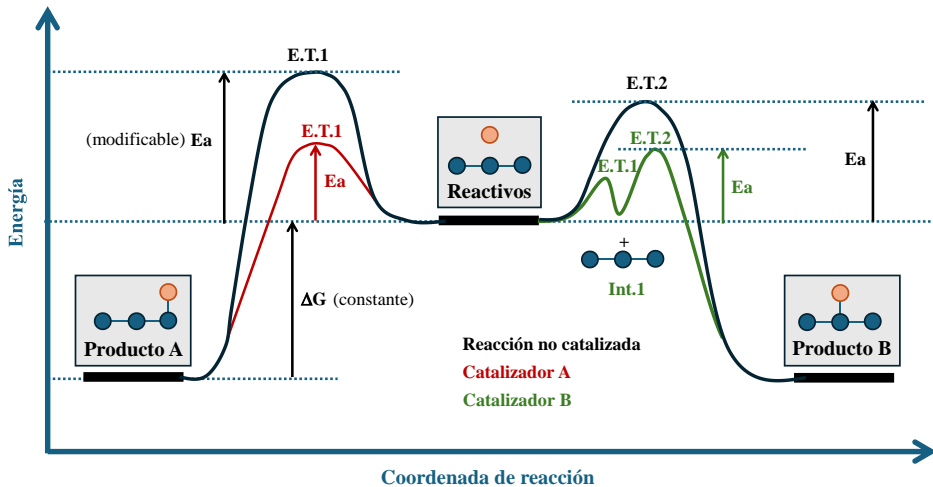 E.T.1
E.T.2
(modificable) Ea
E.T.1
Ea
Reactivos
E.T.1
E.T.2
Ea
Ea
Energía
+
Int.1
ΔG (constante)
Producto A
Producto B
Reacción no catalizada
Catalizador A
Catalizador B
Coordenada de reacción